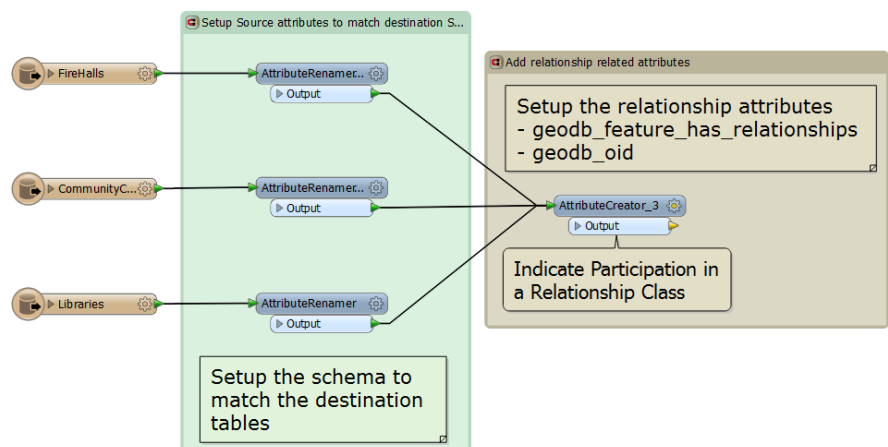 Setup Source attributes to match destination S...
Add relationship related attributes
FireHalls
AttributeRenamer...
Output
Setup the relationship attributes
- geodb_feature_has_relationships
- geodb_oid
CommunityC...
AttributeRenamer...
Output
AttributeCreator_3
Output
Indicate Participation in
a Relationship Class
Libraries
AttributeRenamer
Output
Setup the schema to
match the destination
tables